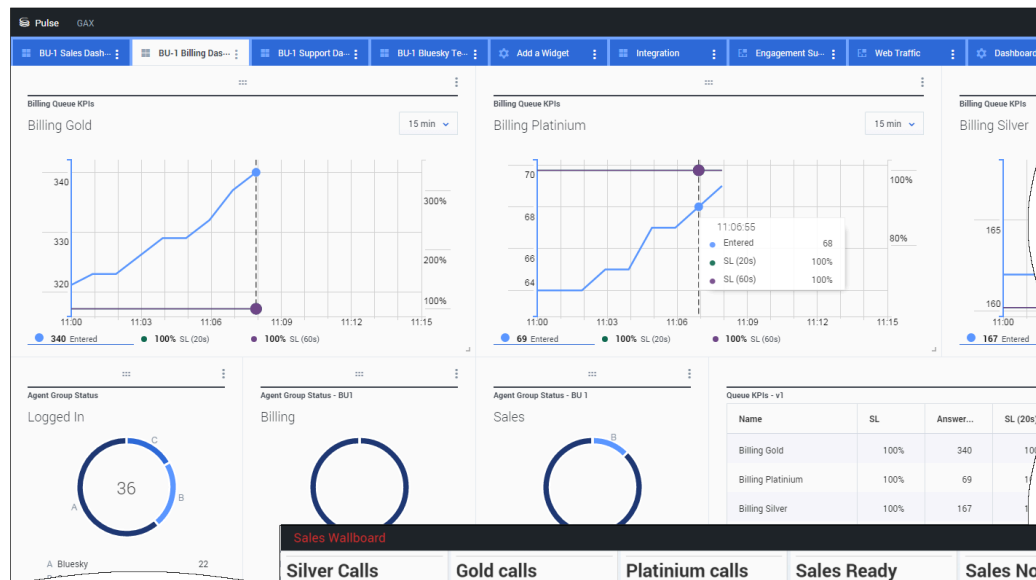 Pulse GAX
BU-1 Sales Dash... BU-1 Billing Das... BU-1 Support Da... BU-1 Bluesky Te... Add a Widget Integration Engagement Su... Web Traffic Dashboard
Billing Queue KPIs
Billing Gold
15 min
340
330
320
300%
200%
100%
11:00 11:03 11:06 11:09 11:12 11:15
340 Entered 100% SL (20s) 100% SL (60s)
Billing Queue KPIs
Billing Platinium
15 min
70
68
66
64
100%
80%
11:06:55
Entered 68
SL (20s) 100%
SL (60s) 100%
11:00 11:03 11:06 11:09 11:12 11:15
69 Entered 100% SL (20s) 100% SL (60s)
Billing Queue KPIs
Billing Silver
165
160
11:00
167 Entered
Agent Group Status
Logged In
36
A
B
C
A Bluesky 22
Agent Group Status - BU1
Billing
Agent Group Status - BU 1
Sales
B
Queue KPIs - v1
Name SL Answer... SL (20s)
Billing Gold 100% 340
Billing Platinium 100% 69
Billing Silver 100% 167
Sales Wallboard
Silver Calls Gold calls Platinium calls Sales Ready Sales No